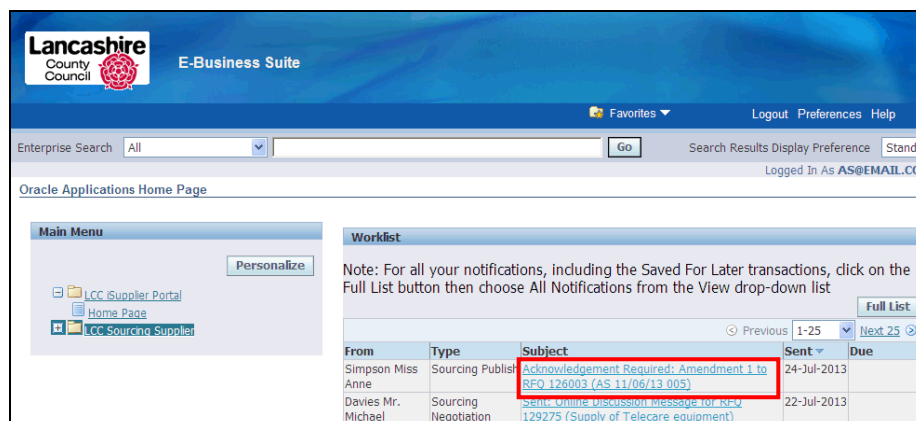 Lancashire
County
Council
E-Business Suite
Favorites
Logout Preferences Help
Enterprise Search All Go Search Results Display Preference Stand
Logged In As AS@EMAIL.CO
Oracle Applications Home Page
Main Menu
Personalize
LCC iSupplier Portal
Home Page
LCC Sourcing Supplier
Worklist
Note: For all your notifications, including the Saved For Later transactions, click on the
Full List button then choose All Notifications from the View drop-down list
Full List
Previous 1-25 Next 25
From Type Subject Sent Due
Simpson Miss Sourcing Publish Acknowledgement Required: Amendment 1 to 24-Jul-2013
Anne RFQ 126003 (AS 11/06/13 005)
Davies Mr. Sourcing Sent: Online Discussion Message for RFQ 22-Jul-2013
Michael Negotiation 129275 (Supply of Telecare equipment)